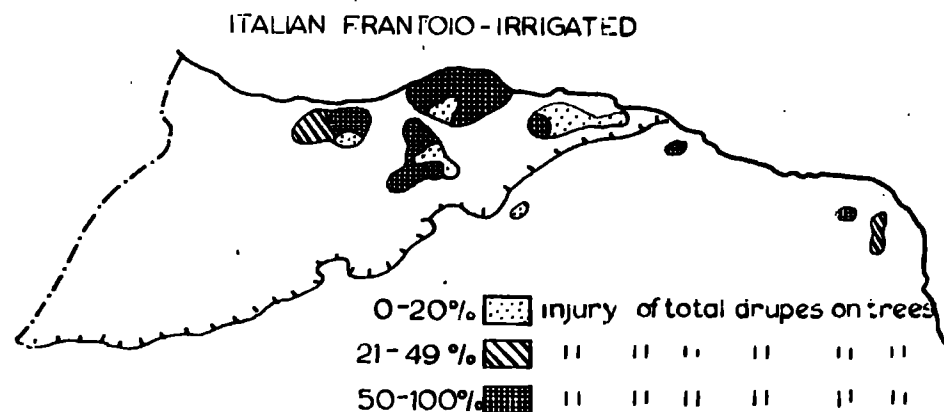 ITALIAN FRANTOIO-IRRIGATED
0-20% injury of total drupes on trees
21-49% " " " " " "
50-100% " " " " " "